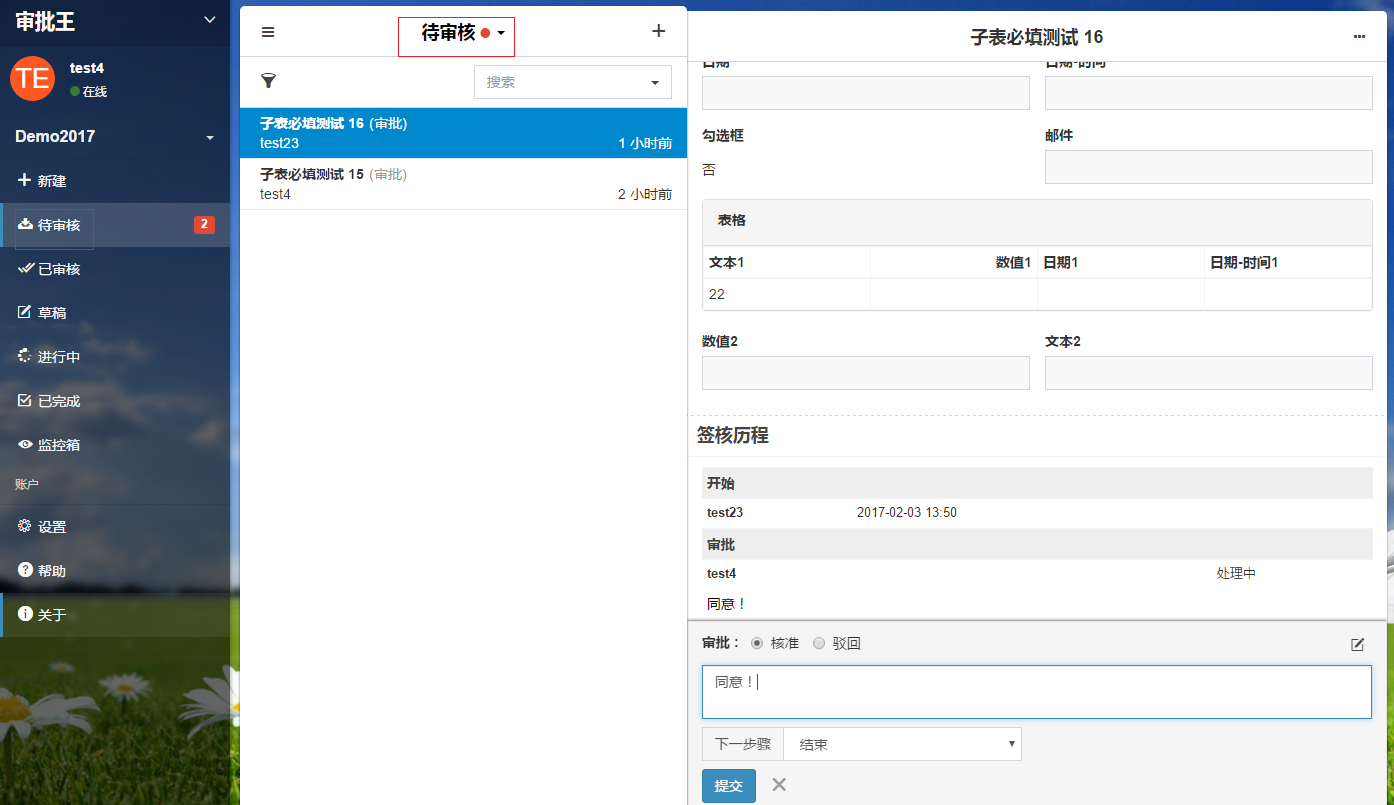 审批王
TE
test4
在线
Demo2017
新建
待审核
2
已审核
草稿
进行中
已完成
监控箱
账户
设置
帮助
关于
待审核
搜索
子表必填测试 16 (审批)
test23
1 小时前
子表必填测试 15 (审批)
test4
2 小时前
子表必填测试 16
日期
日期-时间
勾选框
邮件
否
表格
文本1
数值1
日期1
日期-时间1
22
数值2
文本2
签核历程
开始
test23
2017-02-03 13:50
审批
test4
处理中
同意！
审批：
核准
驳回
同意！
下一步骤
结束
提交